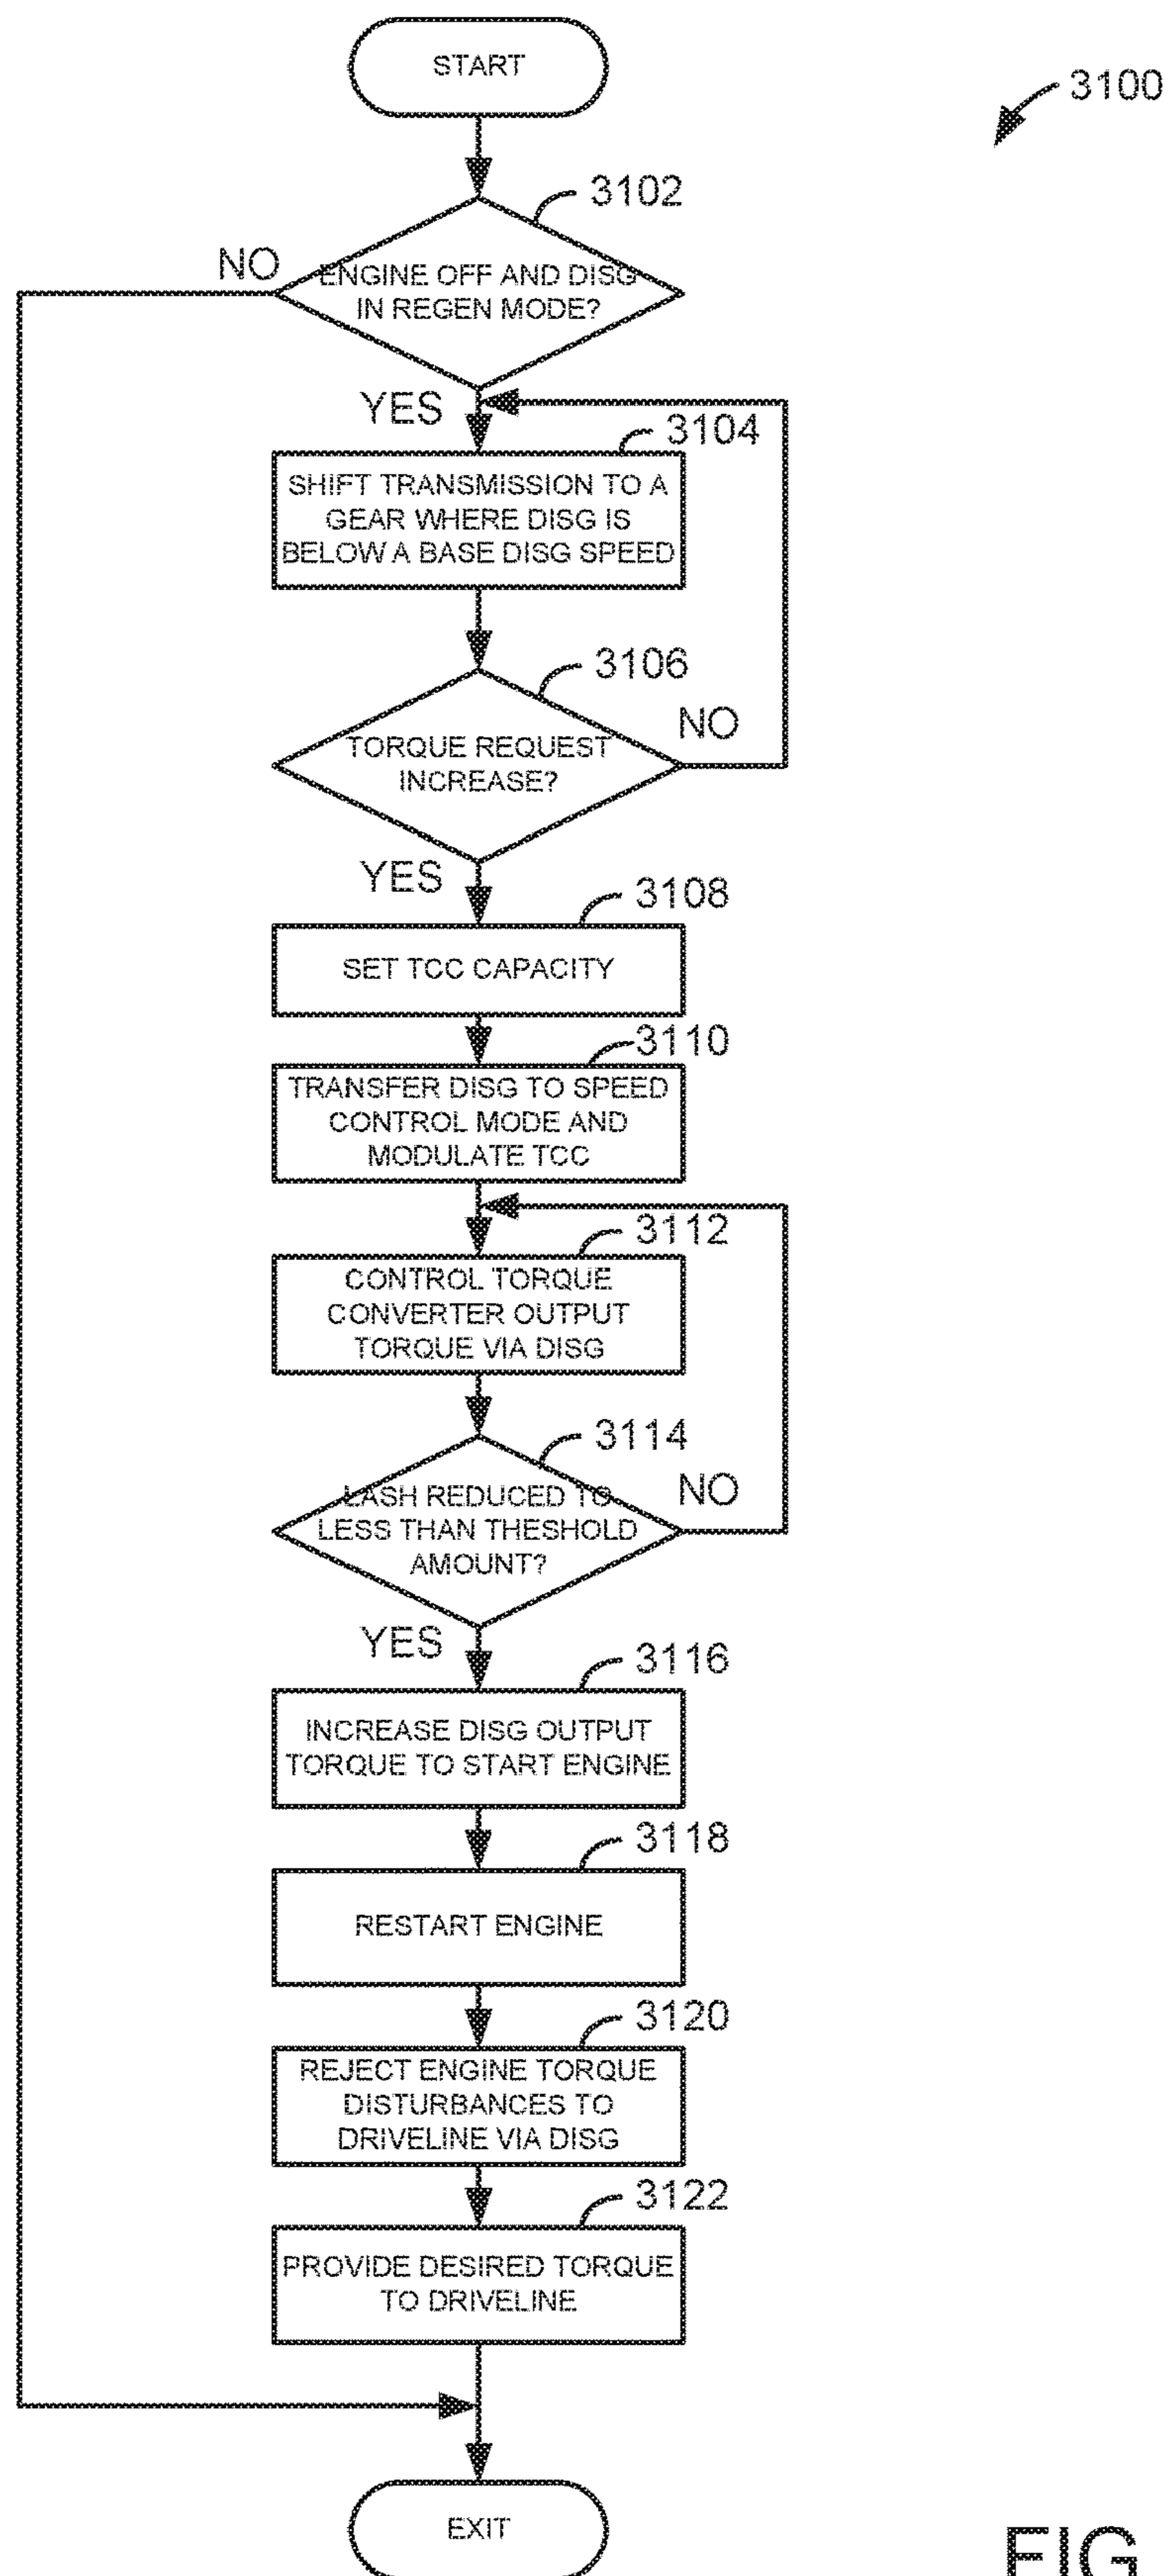 START
3100
3102
NO
ENGINE OFF AND DISG
IN REGEN MODE?
YES
3104
SHIFT TRANSMISSION TO A
GEAR WHERE DISG IS
BELOW A BASE DISG SPEED
3106
NO
TORQUE REQUEST
INCREASE?
YES
3108
SET TCC CAPACITY
3110
TRANSFER DISG TO SPEED
CONTROL MODE AND
MODULATE TCC
3112
CONTROL TORQUE
CONVERTER OUTPUT
TORQUE VIA DISG
3114
NO
LASH REDUCED TO
LESS THAN THESHOLD
AMOUNT?
YES
3116
INCREASE DISG OUTPUT
TORQUE TO START ENGINE
3118
RESTART ENGINE
3120
REJECT ENGINE TORQUE
DISTURBANCES TO
DRIVELINE VIA DISG
3122
PROVIDE DESIRED TORQUE
TO DRIVELINE
EXIT
FIG